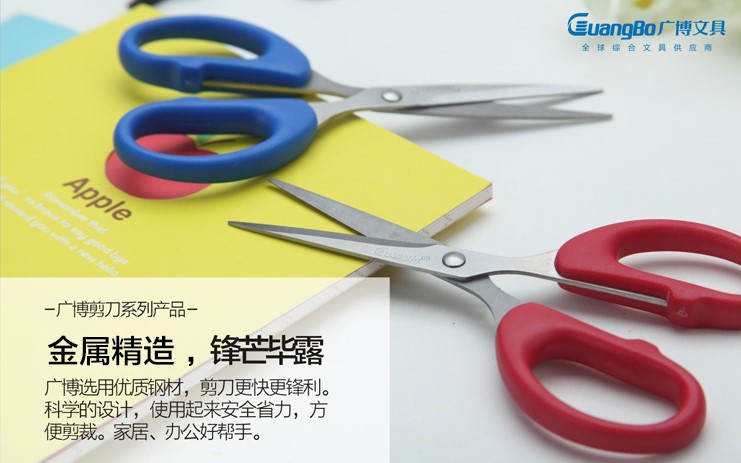 GuangBo广博文具
全球综合文具供应商
Apple
Remember that
-广博剪刀系列产品-
金属精造，锋芒毕露
广博选用优质钢材，剪刀更快更锋利。
科学的设计，使用起来安全省力，方
便剪裁。家居、办公好帮手。